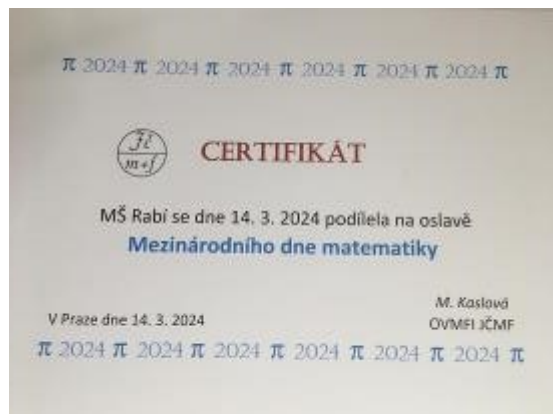 π 2024 π 2024 π 2024 π 2024 π 2024 π 2024 π
Jč
m+f
CERTIFIKÁT
MŠ Rabí se dne 14. 3. 2024 podílela na oslavě
Mezinárodního dne matematiky
M. Kaslová
V Praze dne 14. 3. 2024
OVMFI JČMF
π 2024 π 2024 π 2024 π 2024 π 2024 π 2024 π